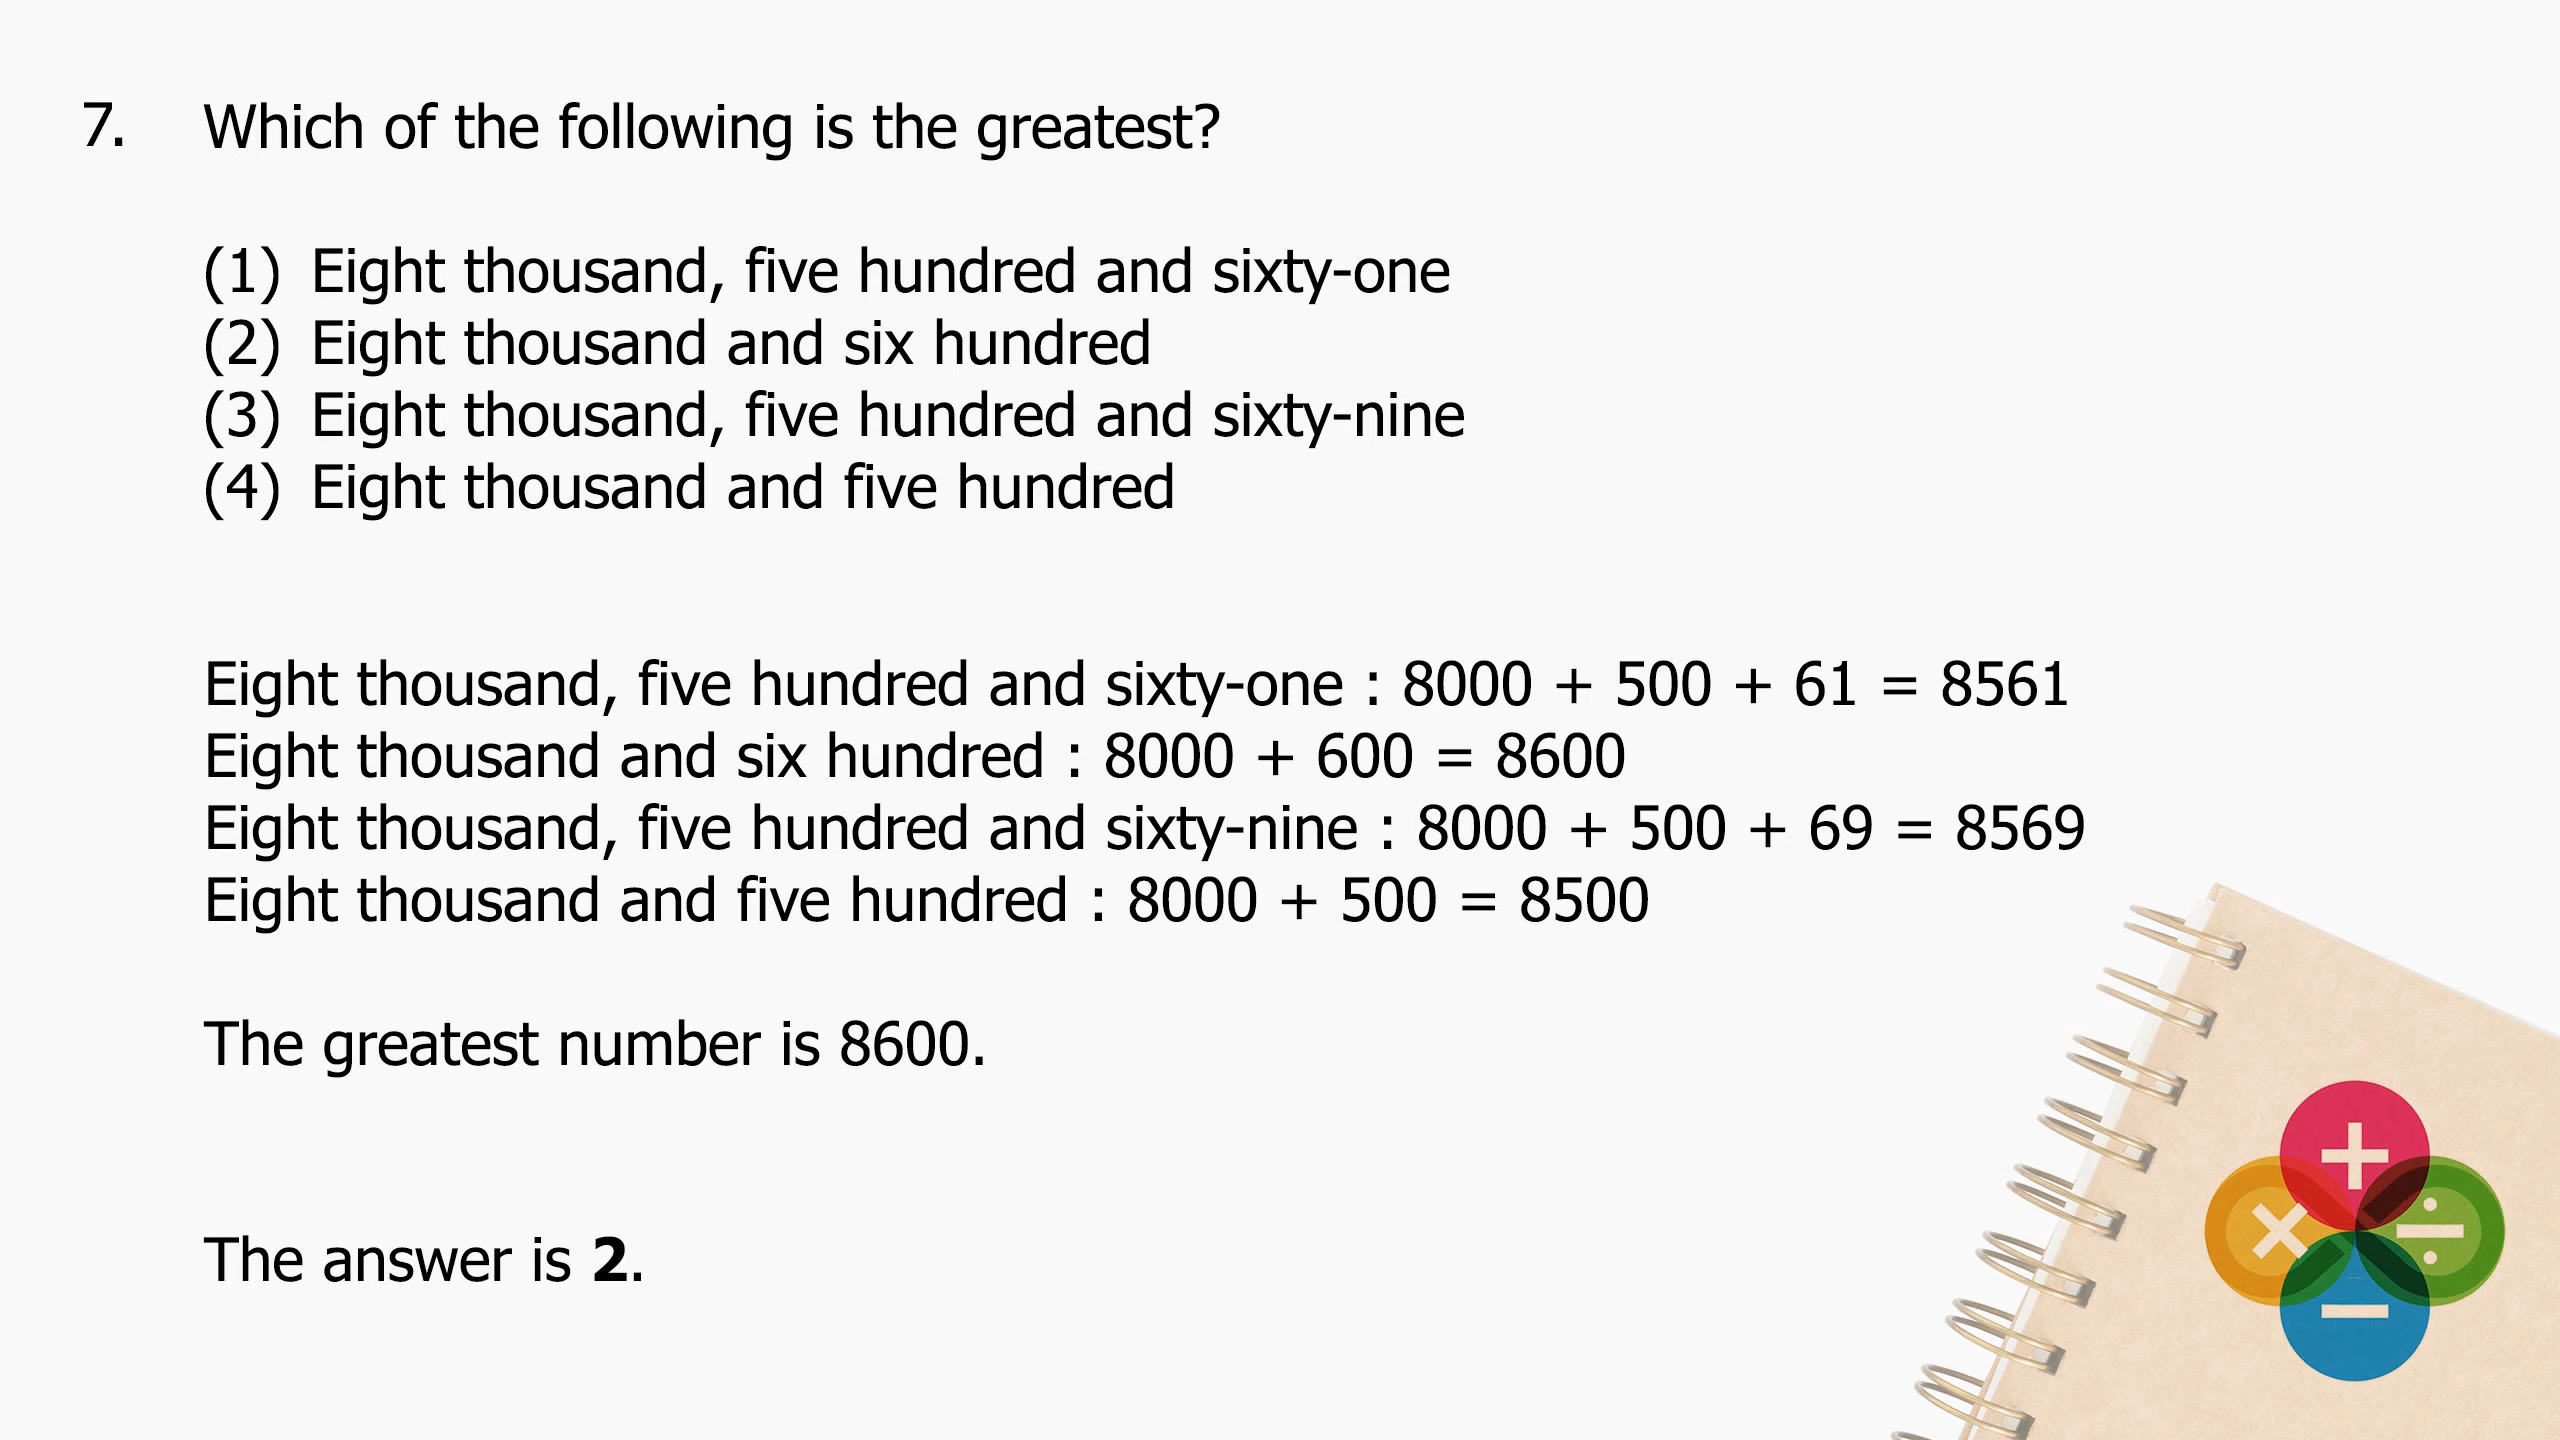 7. Which of the following is the greatest?
(1) Eight thousand, five hundred and sixty-one
(2) Eight thousand and six hundred
(3) Eight thousand, five hundred and sixty-nine
(4) Eight thousand and five hundred
Eight thousand, five hundred and sixty-one : 8000 + 500 + 61 = 8561
Eight thousand and six hundred : 8000 + 600 = 8600
Eight thousand, five hundred and sixty-nine : 8000 + 500 + 69 = 8569
Eight thousand and five hundred : 8000 + 500 = 8500
The greatest number is 8600.
+
× ÷
−
The answer is 2.